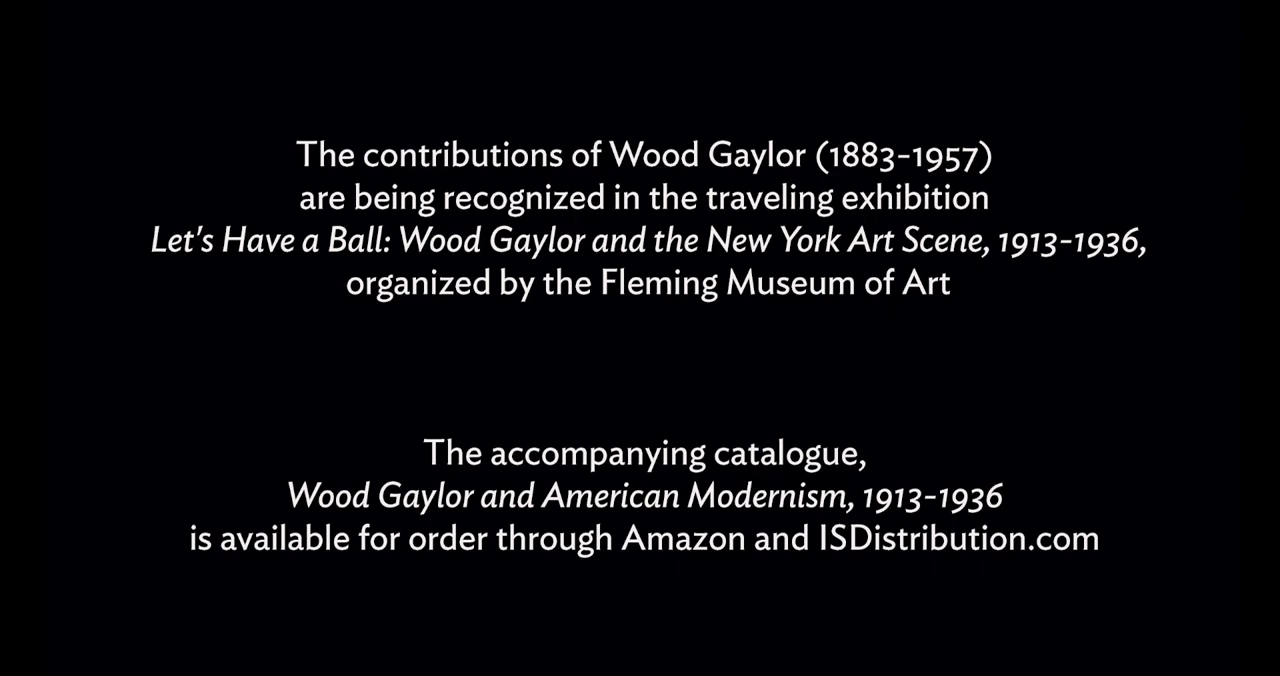 The contributions of Wood Gaylor (1883-1957)
are being recognized in the traveling exhibition
Let's Have a Ball: Wood Gaylor and the New York Art Scene, 1913-1936,
organized by the Fleming Museum of Art
The accompanying catalogue,
Wood Gaylor and American Modernism, 1913-1936
is available for order through Amazon and ISDistribution.com